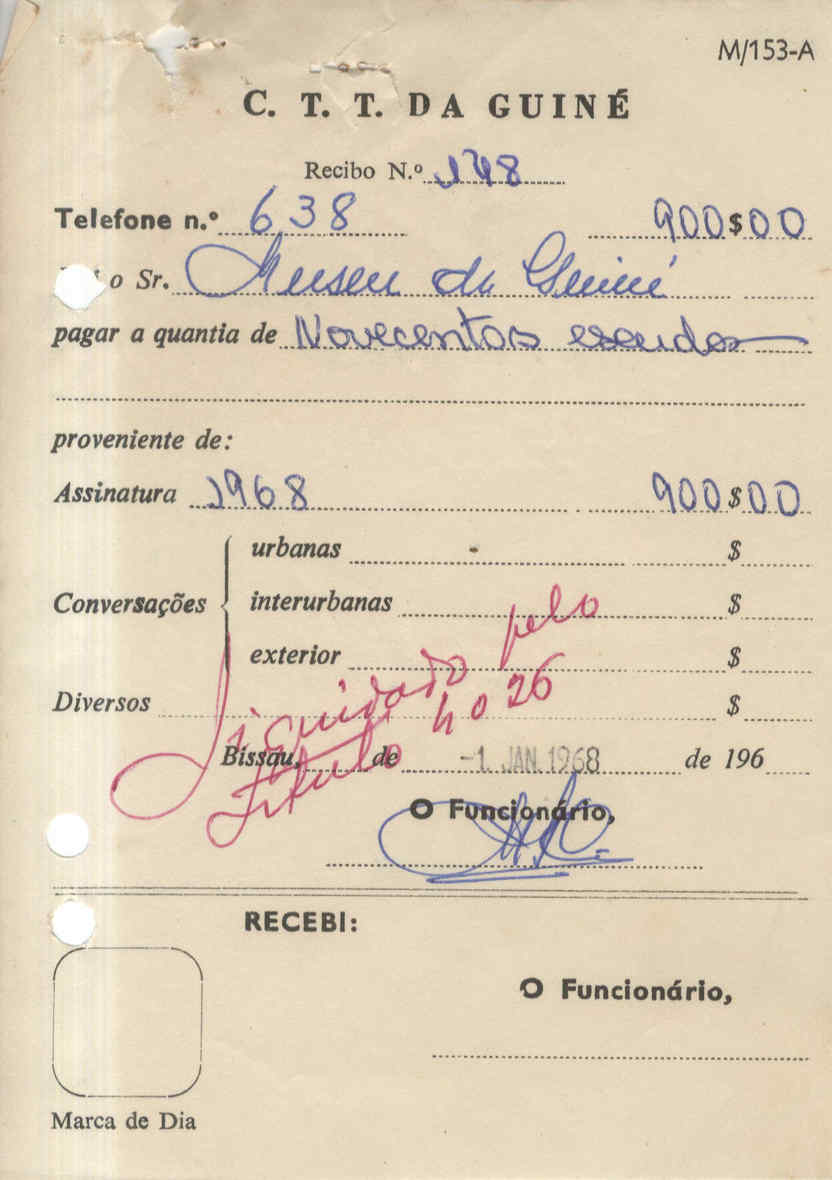 M/153-A
C. T. T. DA GUINÉ
Recibo N.º 148
Telefone n.º 638 900$00
o Sr. Museu da Guiné
pagar a quantia de Novecentos escudos
proveniente de:
Assinatura 1968 900$00
urbanas $
Conversações interurbanas $
exterior $
Diversos $
Liquidado pelo
título 4026
Bissau, de -1. JAN. 1968 de 196
O Funcionário,
RECEBI:
O Funcionário,
Marca de Dia